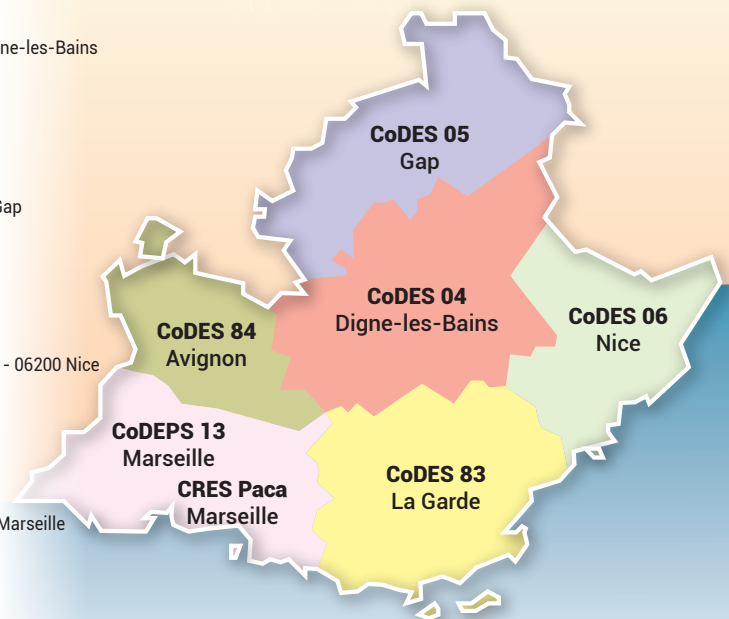 ne-les-Bains
CoDES 05
Gap
Gap
CoDES 04
Digne-les-Bains
CoDES 06
Nice
CoDES 84
Avignon
- 06200 Nice
CoDEPS 13
Marseille
CRES Paca
Marseille
CoDES 83
La Garde
Marseille